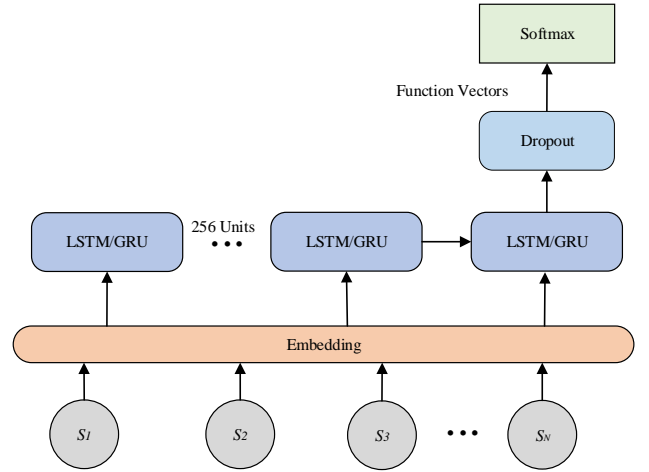 Softmax
Function Vectors
Dropout
256 Units
LSTM/GRU
•••
LSTM/GRU
LSTM/GRU
Embedding
S1
S2
S3
•••
SN